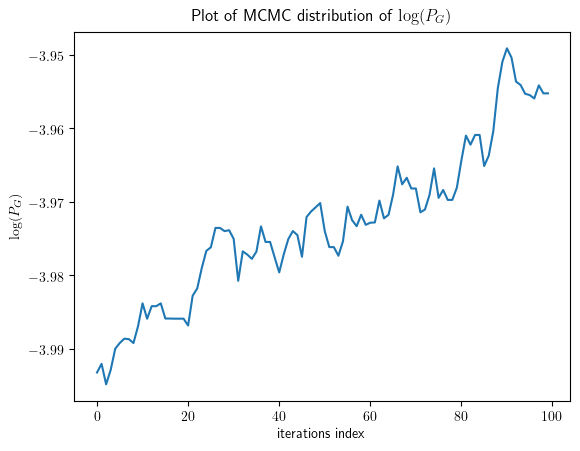 Plot of MCMC distribution of log(P_G)
log(P_G)
−3.95
−3.96
−3.97
−3.98
−3.99
0 20 40 60 80 100
iterations index